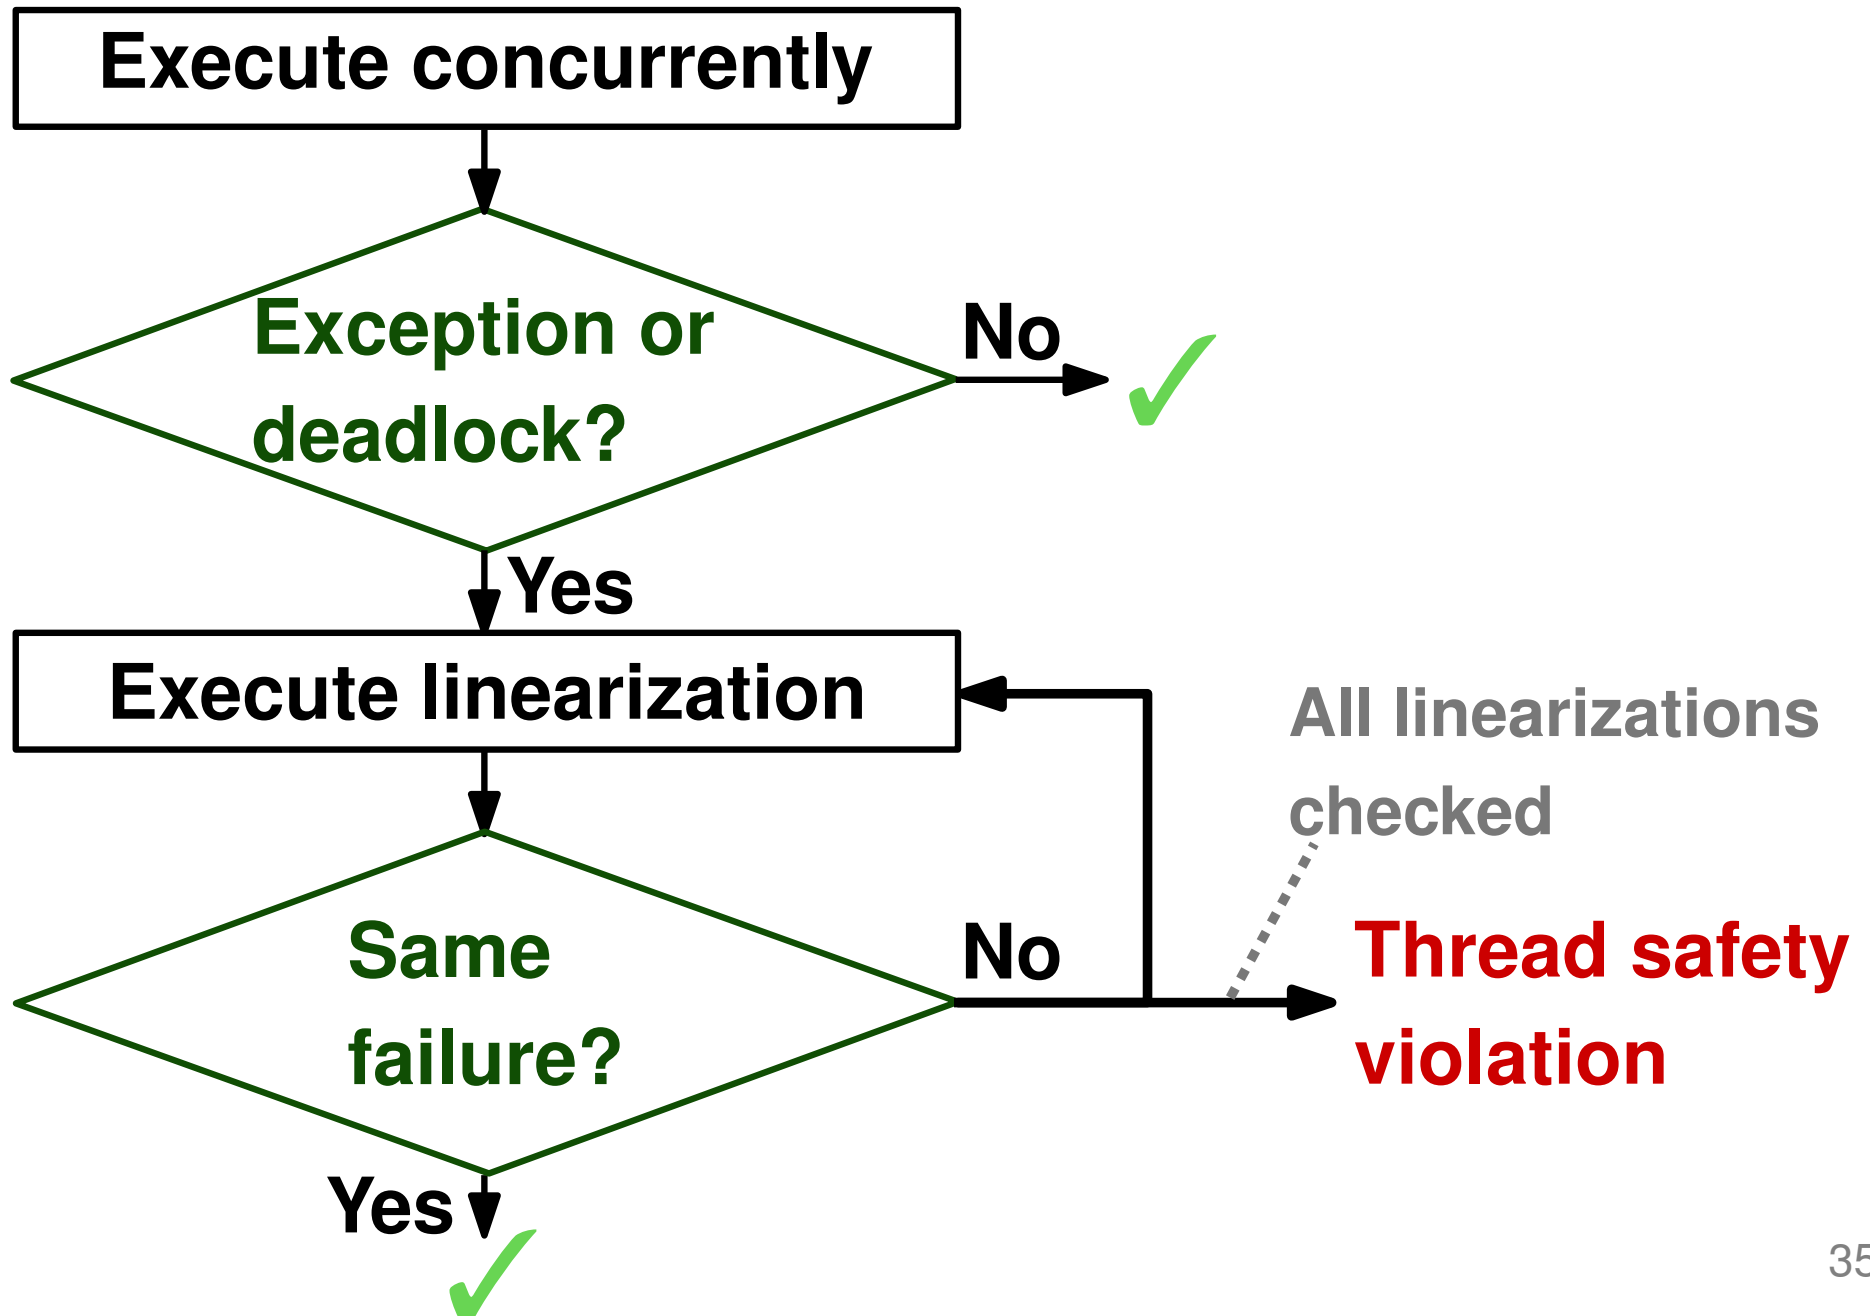 Execute concurrently
Exception or
deadlock?
No
Yes
Execute linearization
All linearizations
checked
Same
failure?
No
Thread safety
violation
Yes
35